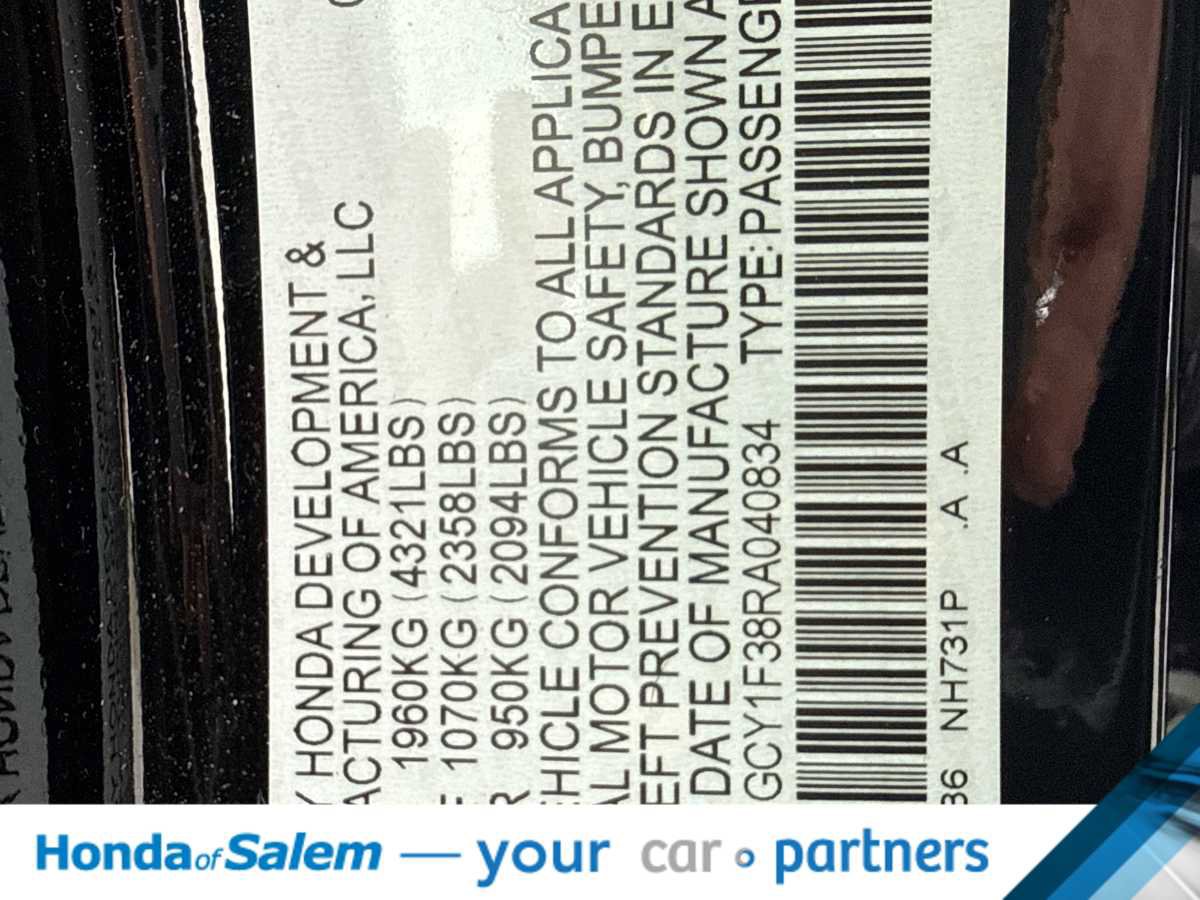 HONDA DEVELOPMENT &
ACTURING OF AMERICA, LLC
1960KG (4321LBS)
1070KG (2358LBS)
950KG (2094LBS)
HICLE CONFORMS TO ALL APPLICA
AL MOTOR VEHICLE SAFETY, BUMPE
EFT PREVENTION STANDARDS IN E
DATE OF MANUFACTURE SHOWN A
GCY1F38RA040834 TYPE:PASSENG
B6 NH731P .A .A
Honda of Salem — your car partners